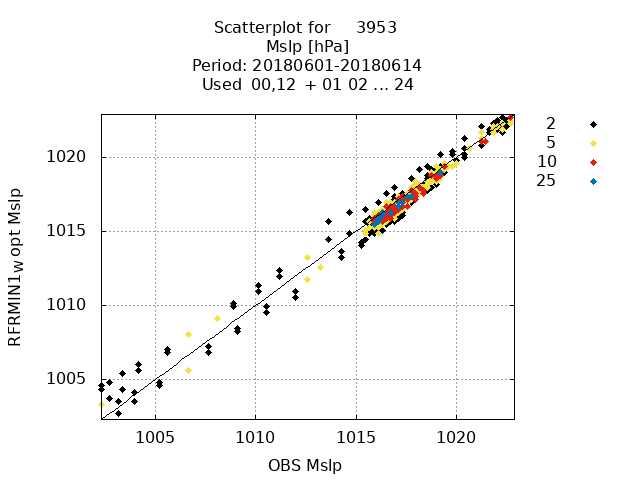 Scatterplot for 3953
Mslp [hPa]
Period: 20180601-20180614
Used 00,12 + 01 02 ... 24
2
5
10
25
1020
1015
1010
1005
RFRMIN1w opt Mslp
1005 1010 1015 1020
OBS Mslp